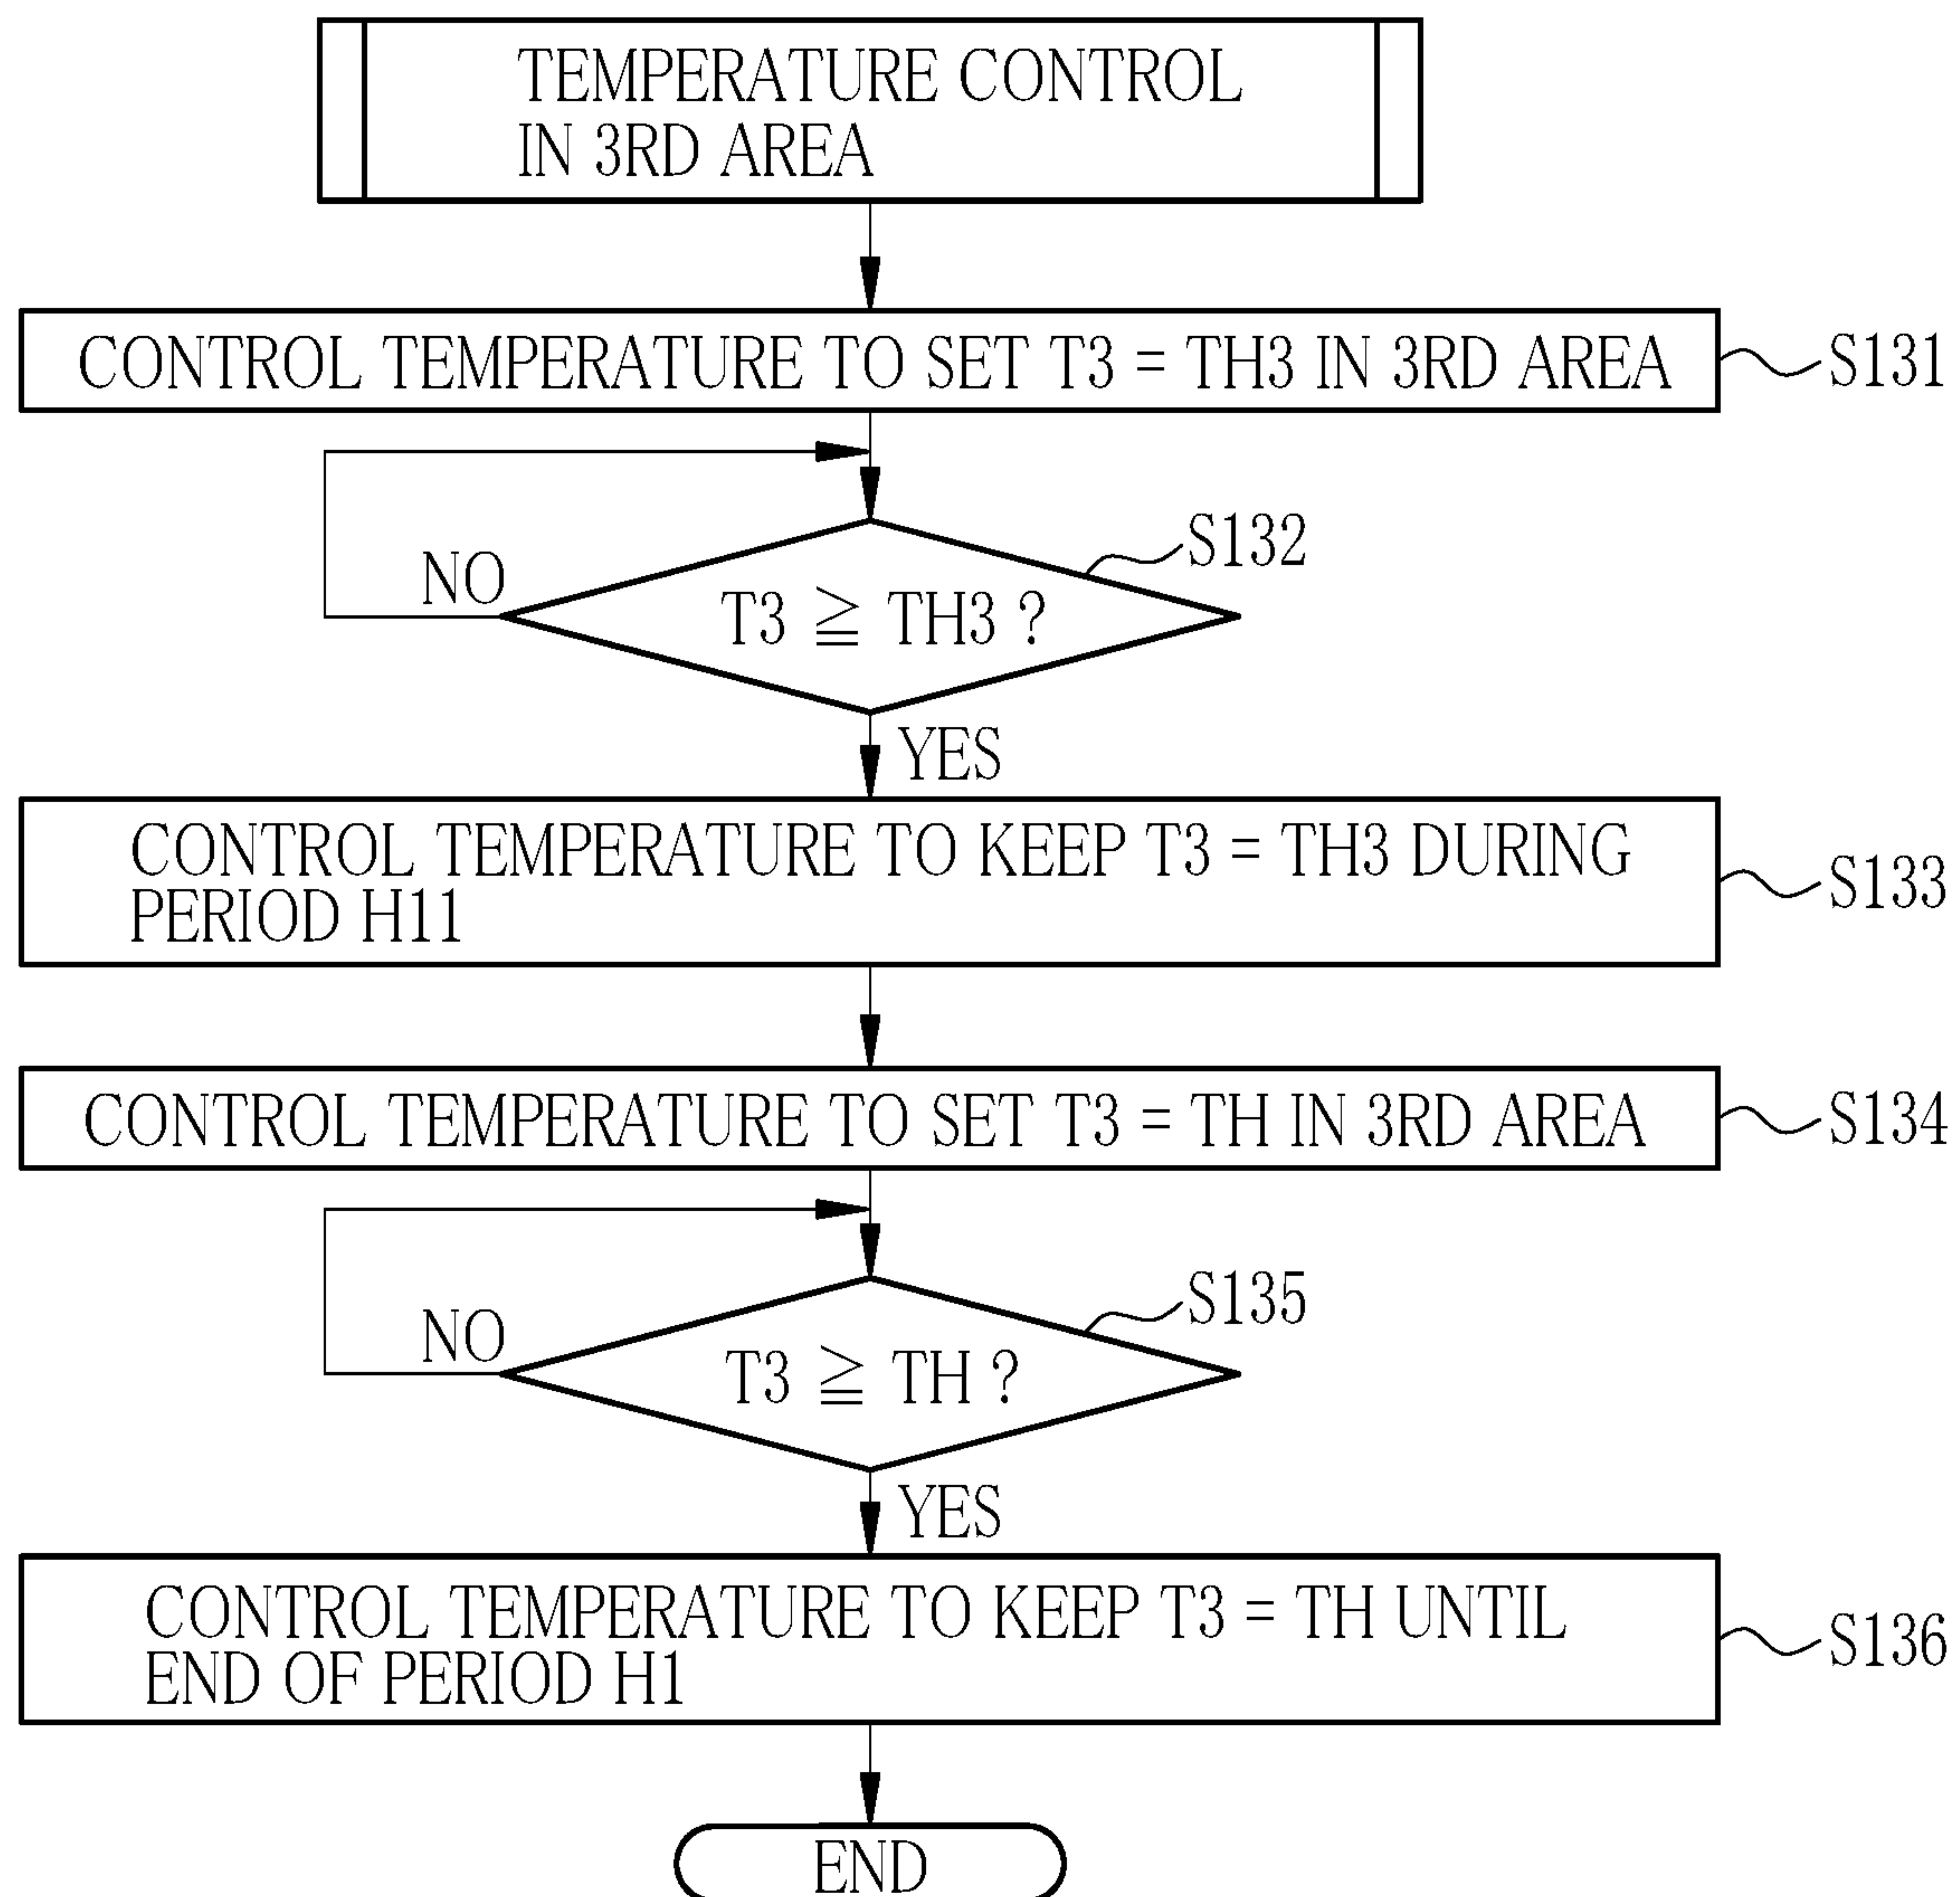 TEMPERATURE CONTROL
IN 3RD AREA
CONTROL TEMPERATURE TO SET T3 = TH3 IN 3RD AREA
S131
S132
NO
T3 ≧ TH3 ?
YES
CONTROL TEMPERATURE TO KEEP T3 = TH3 DURING
PERIOD H11
S133
CONTROL TEMPERATURE TO SET T3 = TH IN 3RD AREA
S134
S135
NO
T3 ≧ TH ?
YES
CONTROL TEMPERATURE TO KEEP T3 = TH UNTIL
END OF PERIOD H1
S136
END